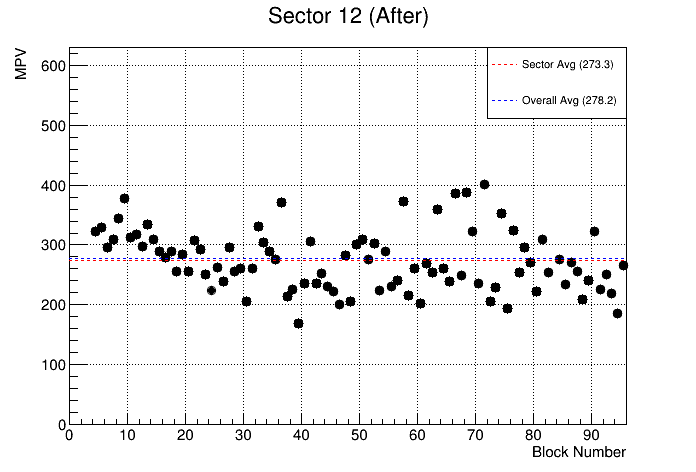 Sector 12 (After)
MPV
600
500
400
300
200
100
0
Sector Avg (273.3)
Overall Avg (278.2)
0 10 20 30 40 50 60 70 80 90
Block Number